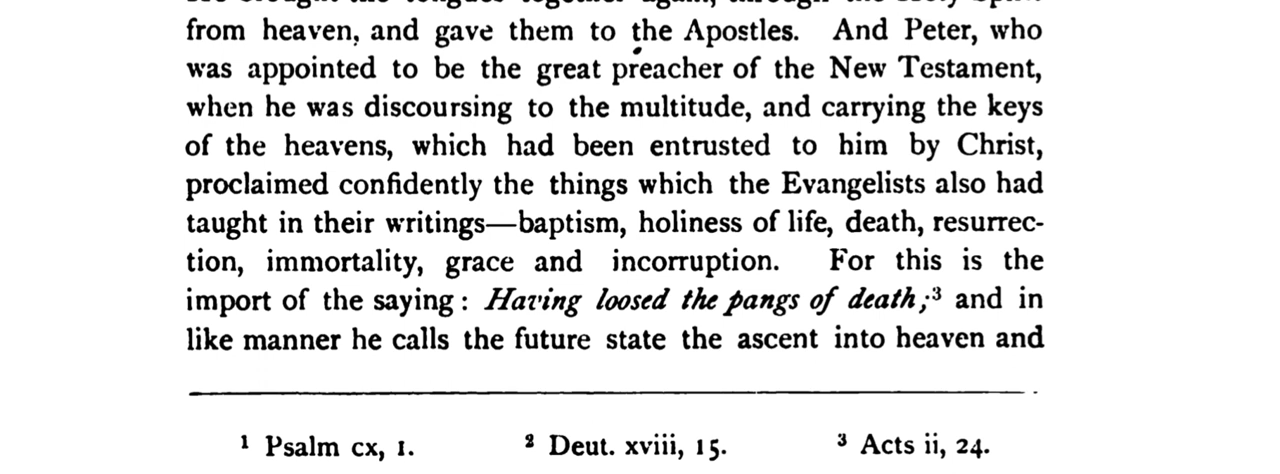 from heaven, and gave them to the Apostles. And Peter, who
was appointed to be the great preacher of the New Testament,
when he was discoursing to the multitude, and carrying the keys
of the heavens, which had been entrusted to him by Christ,
proclaimed confidently the things which the Evangelists also had
taught in their writings—baptism, holiness of life, death, resurrec-
tion, immortality, grace and incorruption. For this is the
import of the saying: Having loosed the pangs of death;³ and in
like manner he calls the future state the ascent into heaven and
¹ Psalm cx, 1. ² Deut. xviii, 15. ³ Acts ii, 24.